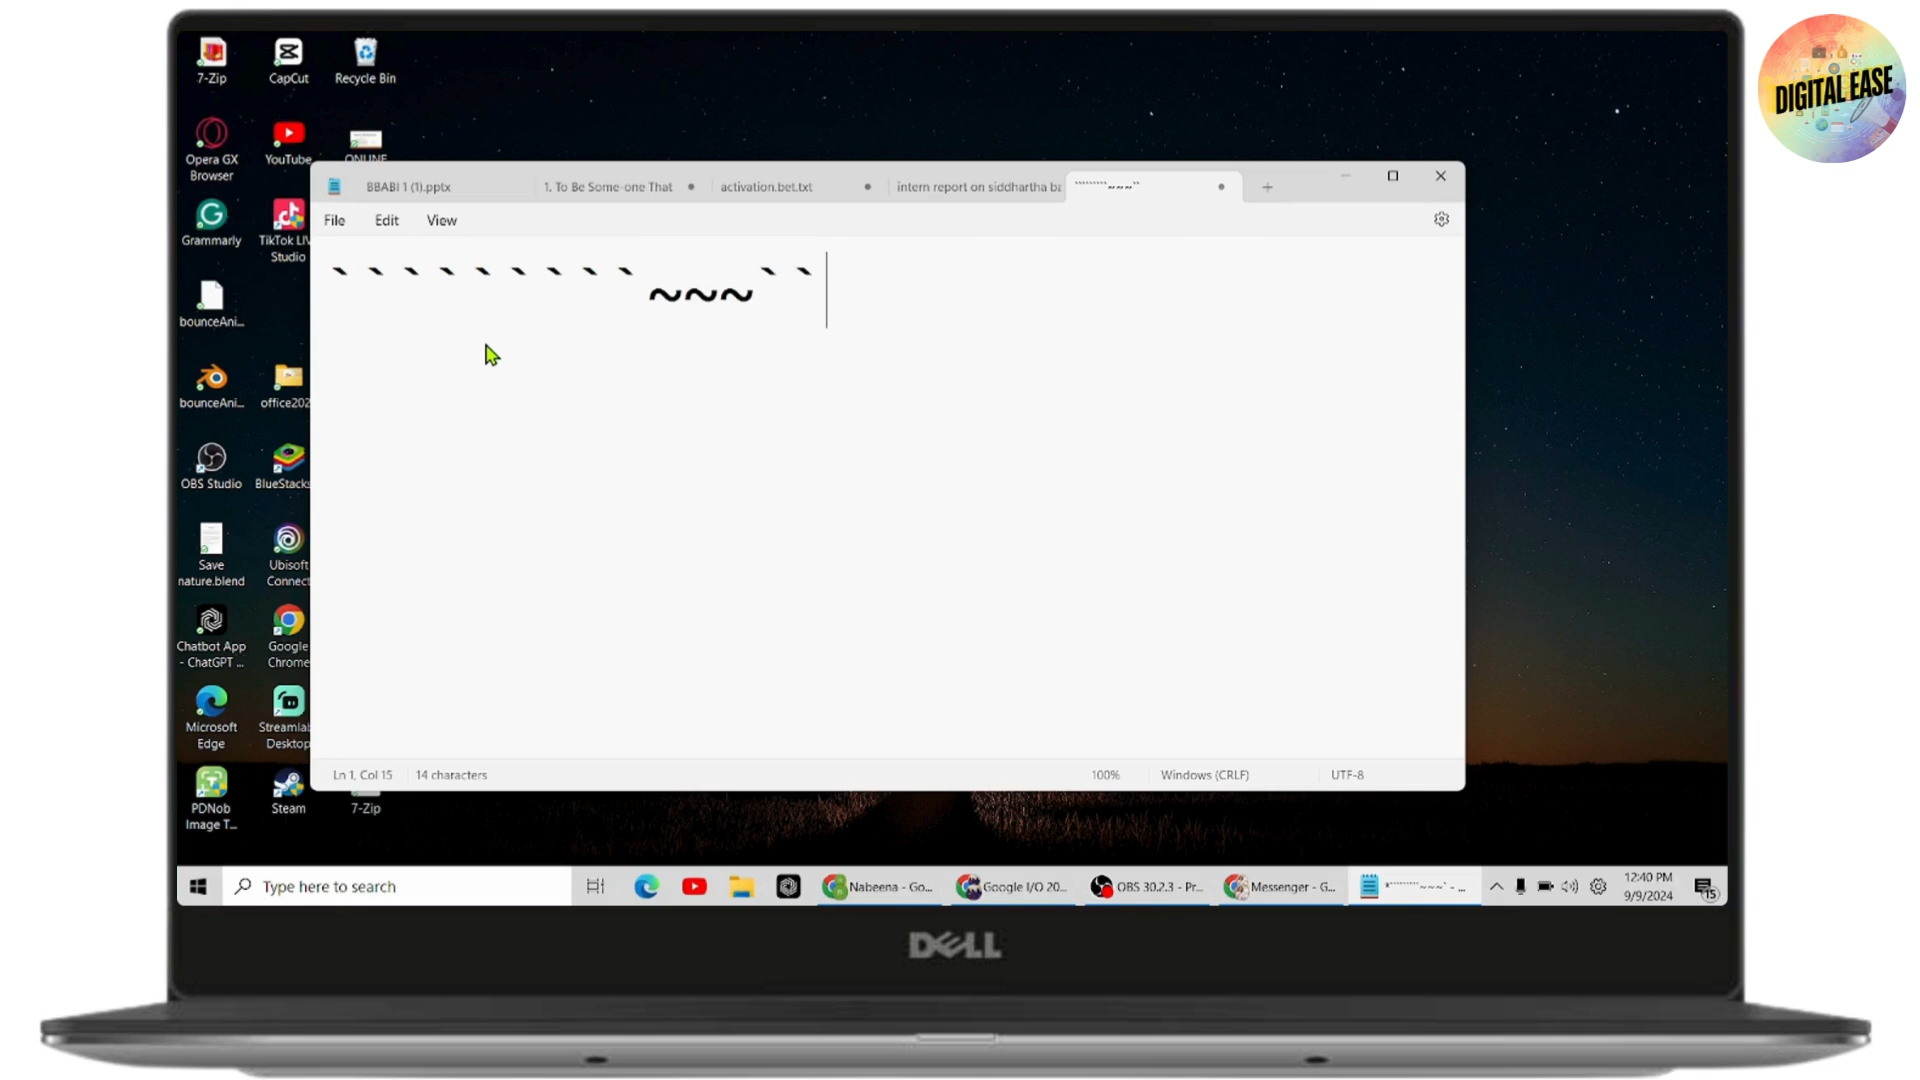 DIGITAL EASE
7-Zip
CapCut
Recycle Bin
Opera GX
Browser
YouTube
ONLINE
BBABI 1 (1).pptx
1. To Be Some-one That
activation.bet.txt
intern report on siddhartha ba
`````````~~~``
File
Edit
View
`````````~~~``
Grammarly
TikTok LIV
Studio
bounceAni...
bounceAni...
office202
OBS Studio
BlueStacks
Save
nature.blend
Ubisoft
Connect
Chatbot App
- ChatGPT ...
Google
Chrome
Microsoft
Edge
Streamlab
Desktop
PDNob
Image T...
Steam
7-Zip
Ln 1, Col 15
14 characters
100%
Windows (CRLF)
UTF-8
Type here to search
Nabeena - Go...
Google I/O 20...
OBS 30.2.3 - Pr...
Messenger - G...
12:40 PM
9/9/2024
15
DELL